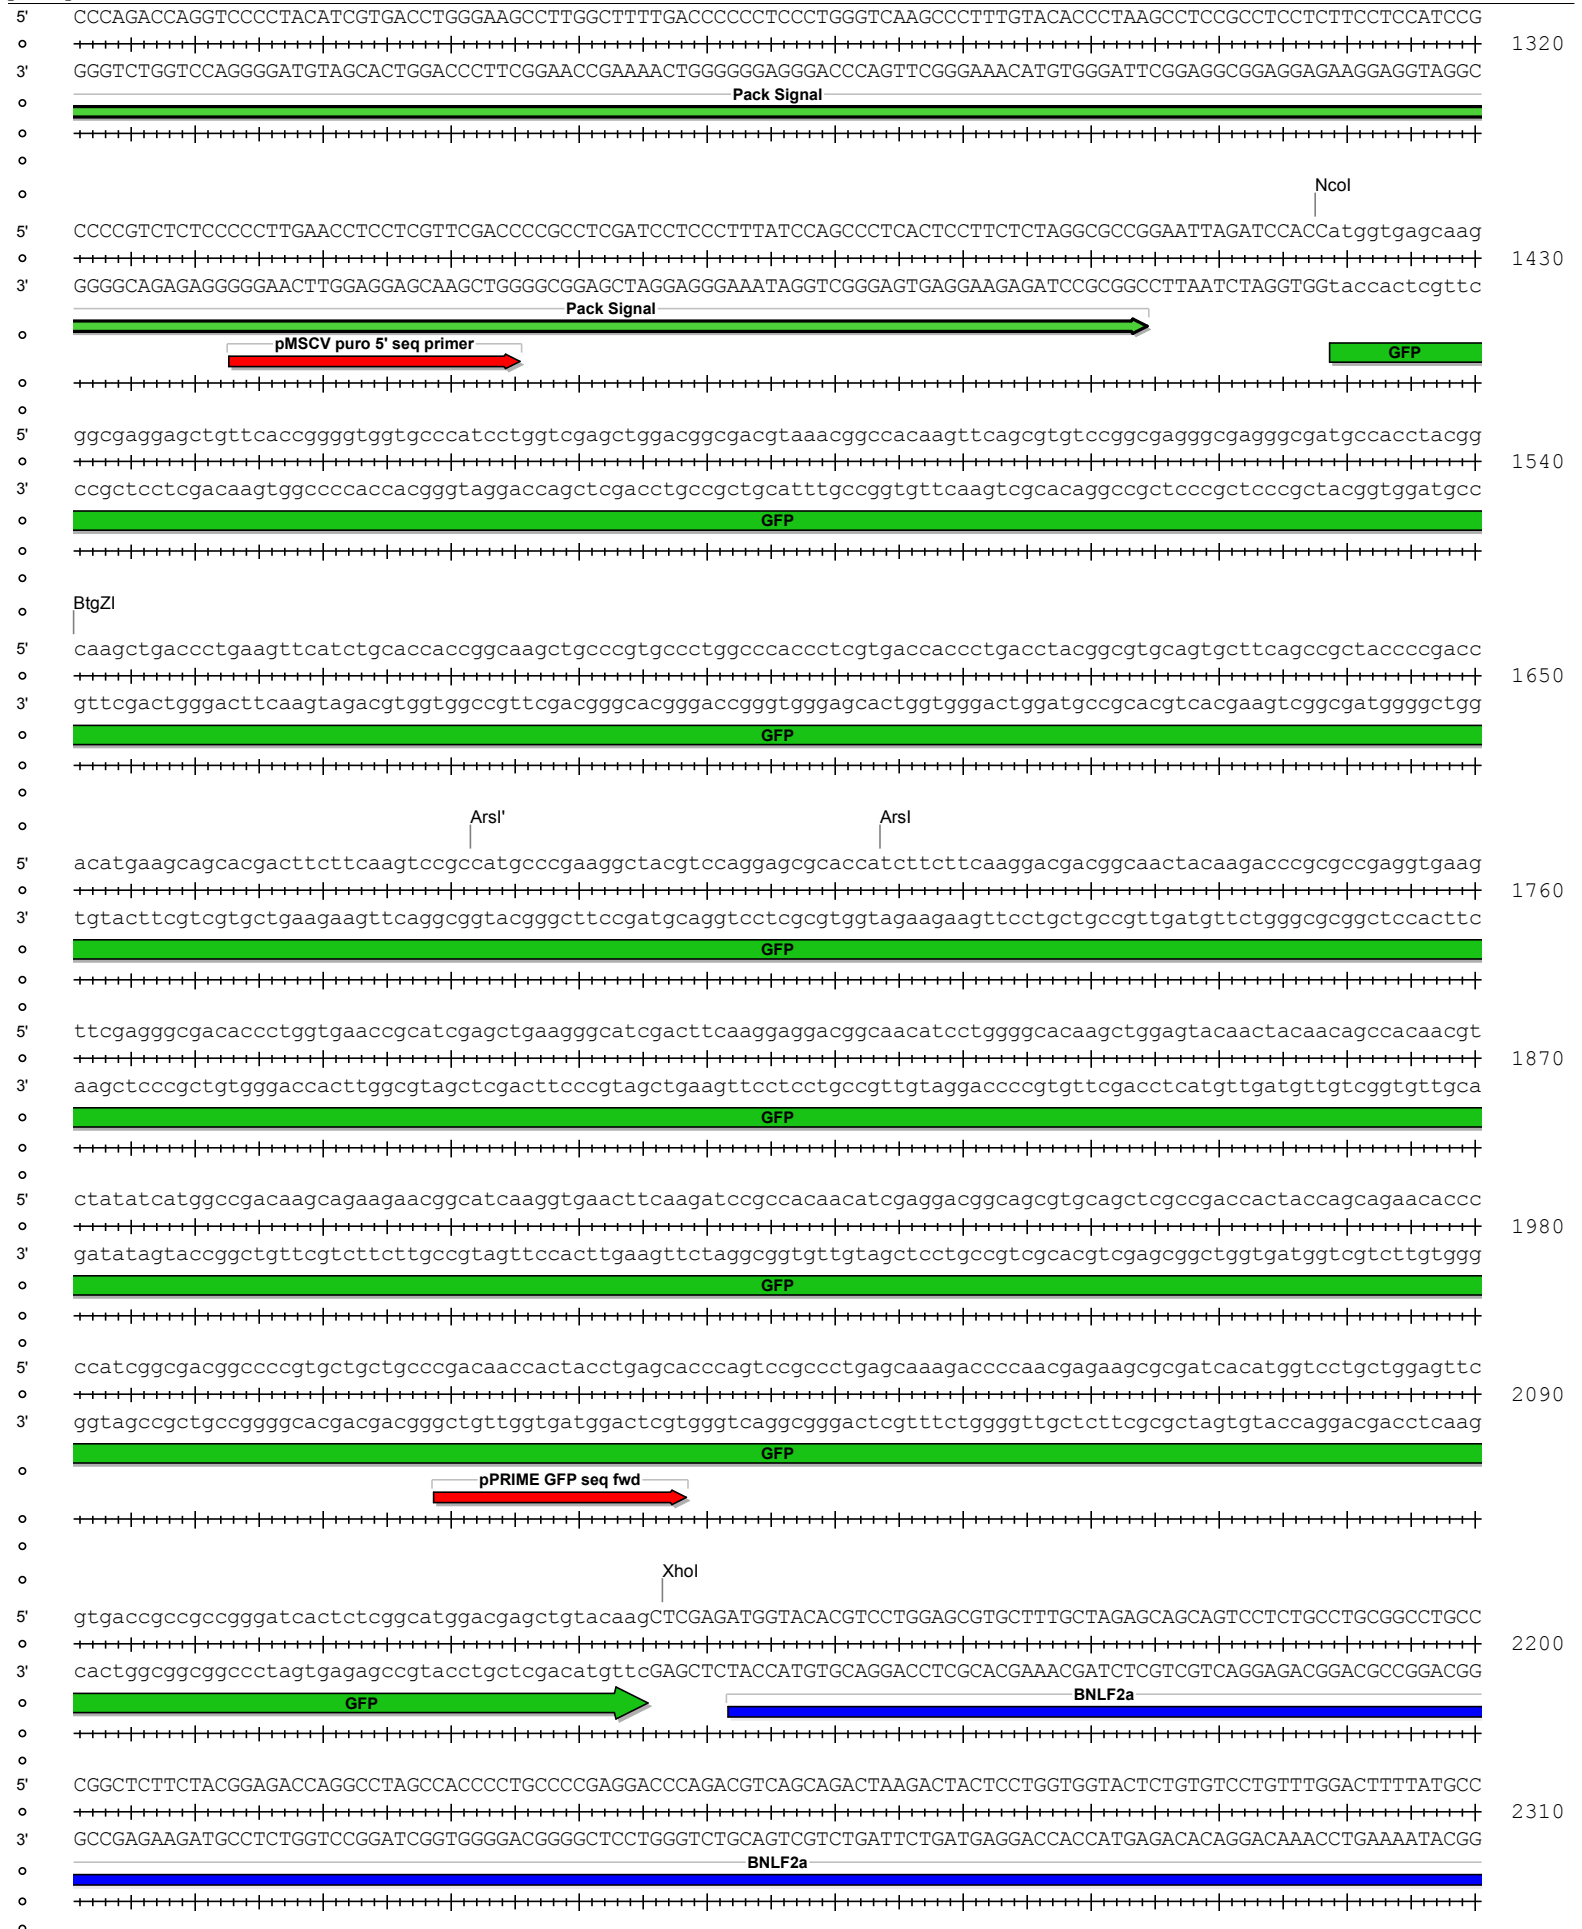 5' CCCAGACCAGGTCCCCTACATCGTGACCTGGGAAGCCTTGGCTTTTGACCCCCCTCCCTGGGTCAAGCCCTTTGTACACCCTAAGCCTCCGCCTCCTCTTCCTCCATCCG
1320
3' GGGTCTGGTCCAGGGGATGTAGCACTGGACCCTTCGGAACCGAAAACTGGGGGGAGGGACCCAGTTCGGGAAACATGTGGGATTCGGAGGCGGAGGAGAAGGAGGTAGGC
Pack Signal
NcoI
5' CCCCGTCTCTCCCCCTTGAACCTCCTCGTTCGACCCCGCCTCGATCCTCCCTTTATCCAGCCCTCACTCCTTCTCTAGGCGCCGGAATTAGATCCACCatggtgagcaag
1430
3' GGGGCAGAGAGGGGGAACTTGGAGGAGCAAGCTGGGGCGGAGCTAGGAGGGAAATAGGTCGGGAGTGAGGAAGAGATCCGCGGCCTTAATCTAGGTGGtaccactcgttc
Pack Signal
pMSCV puro 5' seq primer
GFP
5' ggcgaggagctgttcaccggggtggtgcccatcctggtcgagctggacggcgacgtaaacggccacaagttcagcgtgtccggcgagggcgagggcgatgccacctacgg
1540
3' ccgctcctcgacaagtggccccaccacgggtaggaccagctcgacctgccgctgcatttgccggtgttcaagtcgcacaggccgctcccgctcccgctacggtggatgcc
GFP
BtgZI
5' caagctgaccctgaagttcatctgcaccaccggcaagctgcccgtgccctggcccaccctcgtgaccaccctgacctacggcgtgcagtgcttcagccgctaccccgacc
1650
3' gttcgactgggacttcaagtagacgtggtggccgttcgacgggcacgggaccgggtgggagcactggtgggactggatgccgcacgtcacgaagtcggcgatggggctgg
GFP
ArsI' ArsI
5' acatgaagcagcacgacttcttcaagtccgccatgcccgaaggctacgtccaggagcgcaccatcttcttcaaggacgacggcaactacaagacccgcgccgaggtgaag
1760
3' tgtacttcgtcgtgctgaagaagttcaggcggtacgggcttccgatgcaggtcctcgcgtggtagaagaagttcctgctgccgttgatgttctgggcgcggctccacttc
GFP
5' ttcgagggcgacaccctggtgaaccgcatcgagctgaagggcatcgacttcaaggaggacggcaacatcctggggcacaagctggagtacaactacaacagccacaacgt
1870
3' aagctcccgctgtgggaccacttggcgtagctcgacttcccgtagctgaagttcctcctgccgttgtaggaccccgtgttcgacctcatgttgatgttgtcggtgttgca
GFP
5' ctatatcatggccgacaagcagaagaacggcatcaaggtgaacttcaagatccgccacaacatcgaggacggcagcgtgcagctcgccgaccactaccagcagaacaccc
1980
3' gatatagtaccggctgttcgtcttcttgccgtagttccacttgaagttctaggcggtgttgtagctcctgccgtcgcacgtcgagcggctggtgatggtcgtcttgtggg
GFP
5' ccatcggcgacggccccgtgctgctgcccgacaaccactacctgagcacccagtccgccctgagcaaagaccccaacgagaagcgcgatcacatggtcctgctggagttc
2090
3' ggtagccgctgccggggcacgacgacgggctgttggtgatggactcgtgggtcaggcgggactcgtttctggggttgctcttcgcgctagtgtaccaggacgacctcaag
GFP
pPRIME GFP seq fwd
XhoI
5' gtgaccgccgccgggatcactctcggcatggacgagctgtacaagCTCGAGATGGTACACGTCCTGGAGCGTGCTTTGCTAGAGCAGCAGTCCTCTGCCTGCGGCCTGCC
2200
3' cactggcggcggccctagtgagagccgtacctgctcgacatgttcGAGCTCTACCATGTGCAGGACCTCGCACGAAACGATCTCGTCGTCAGGAGACGGACGCCGGACGG
GFP
BNLF2a
5' CGGCTCTTCTACGGAGACCAGGCCTAGCCACCCCTGCCCCGAGGACCCAGACGTCAGCAGACTAAGACTACTCCTGGTGGTACTCTGTGTCCTGTTTGGACTTTTATGCC
2310
3' GCCGAGAAGATGCCTCTGGTCCGGATCGGTGGGGACGGGGCTCCTGGGTCTGCAGTCGTCTGATTCTGATGAGGACCACCATGAGACACAGGACAAACCTGAAAATACGG
BNLF2a